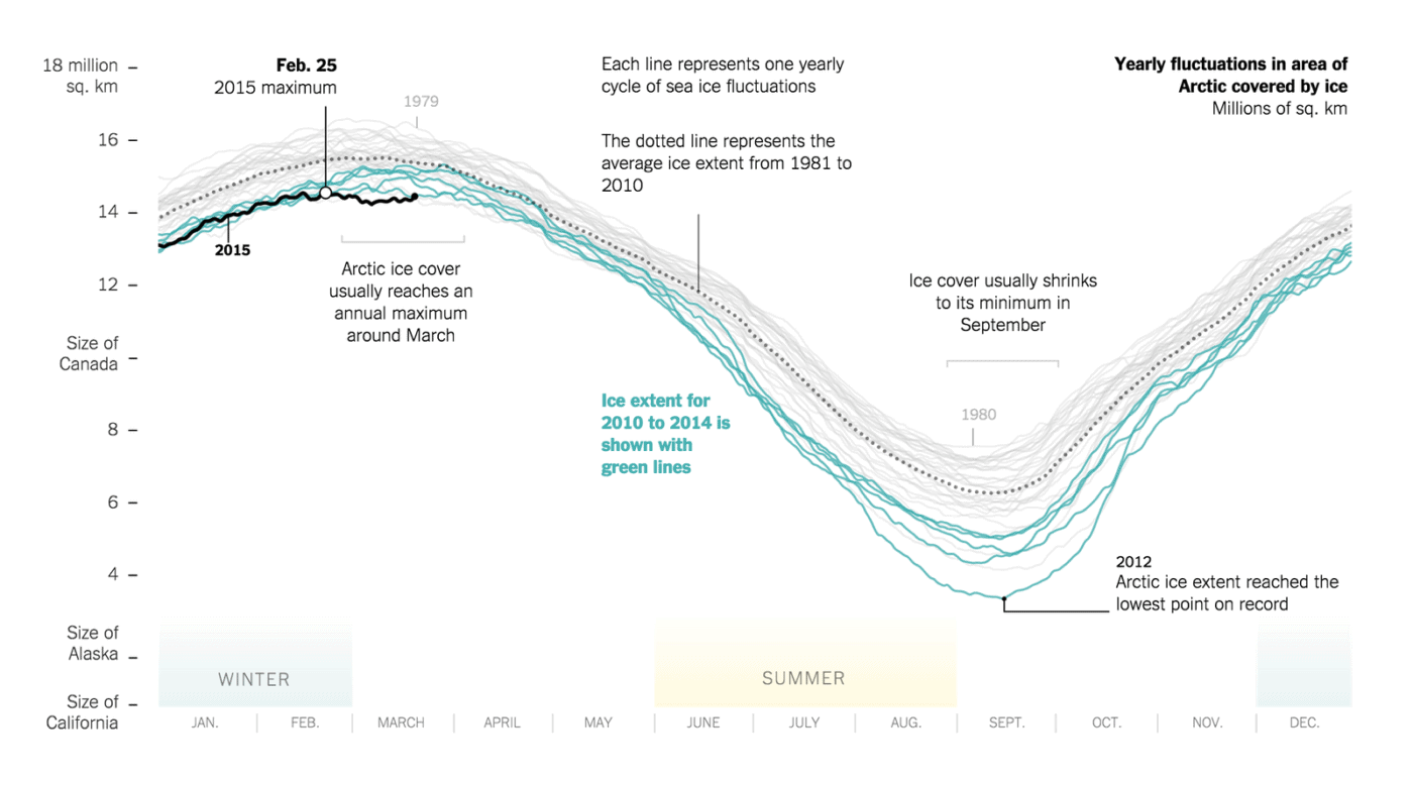 18 million
sq. km
Feb. 25
2015 maximum
1979
Each line represents one yearly
cycle of sea ice fluctuations
The dotted line represents the
average ice extent from 1981 to
2010
Yearly fluctuations in area of
Arctic covered by ice
Millions of sq. km
16
14
2015
12
Arctic ice cover
usually reaches an
annual maximum
around March
Ice cover usually shrinks
to its minimum in
September
Size of
Canada
Ice extent for
2010 to 2014 is
shown with
green lines
1980
8
6
4
2012
Arctic ice extent reached the
lowest point on record
Size of
Alaska
WINTER
SUMMER
Size of
California
JAN. FEB. MARCH APRIL MAY JUNE JULY AUG. SEPT. OCT. NOV. DEC.